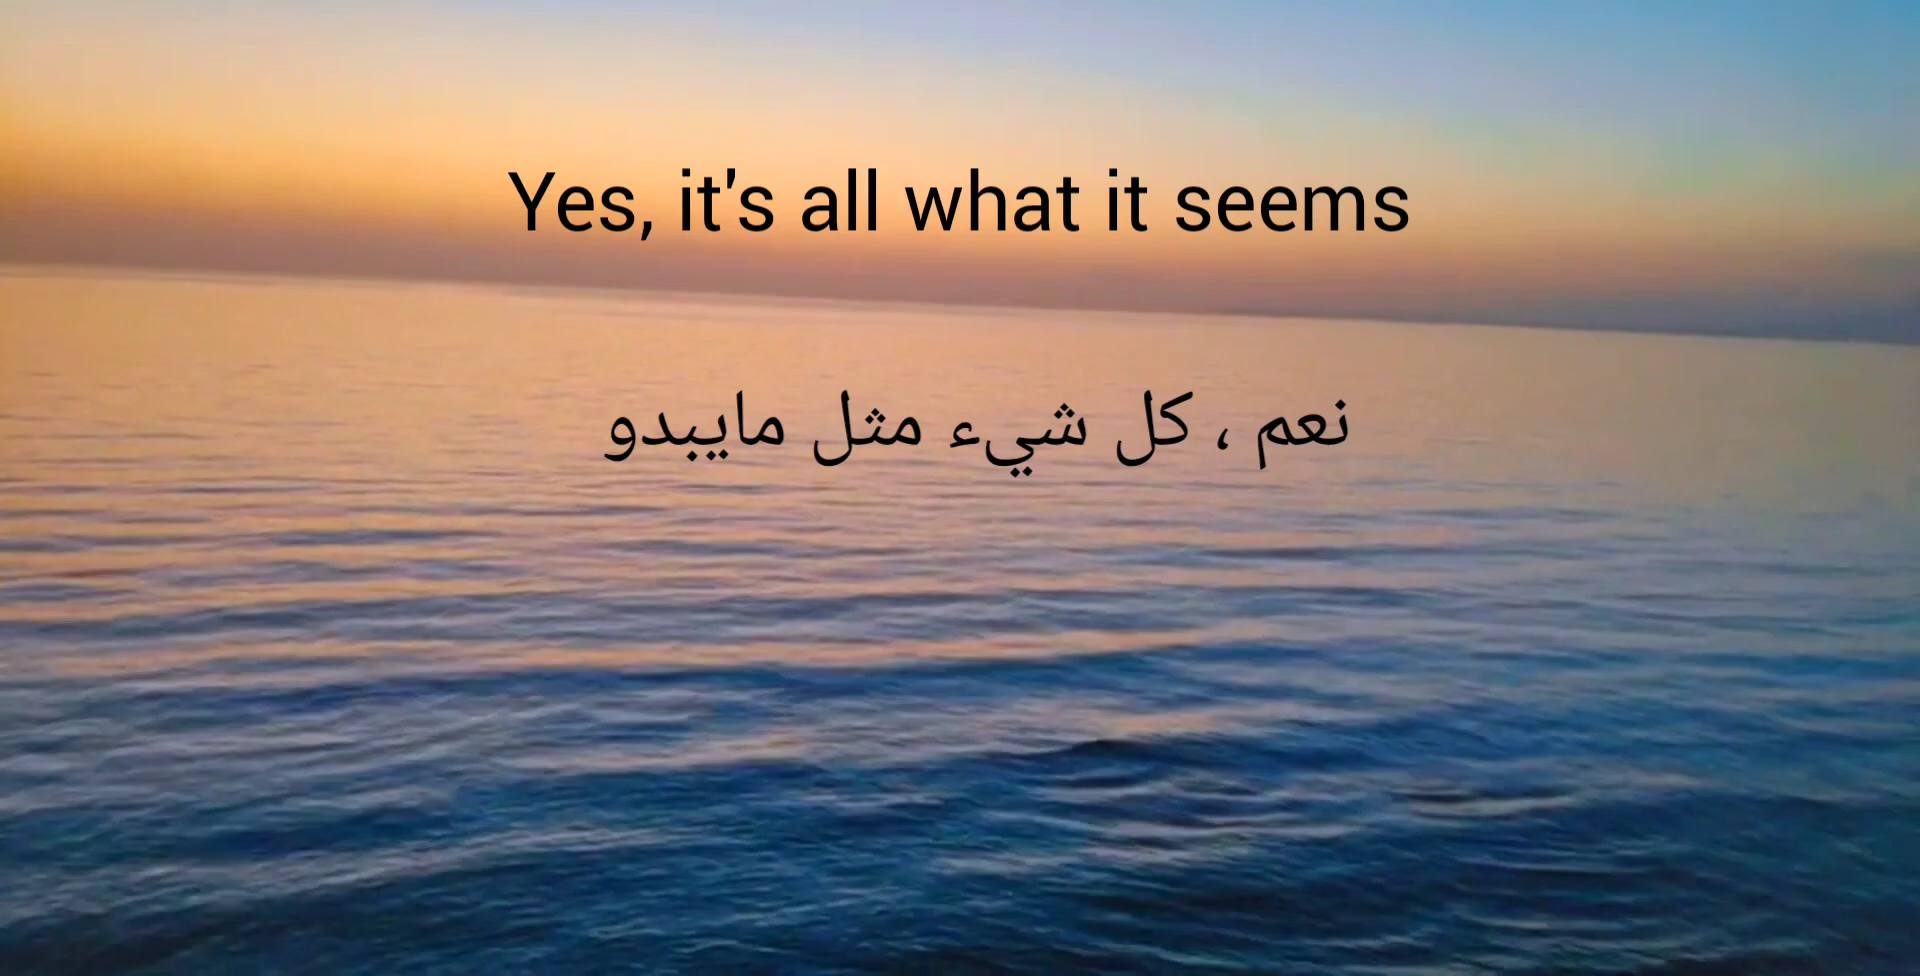 Yes, it's all what it seems
نعم ، كل شيء مثل مايبدو